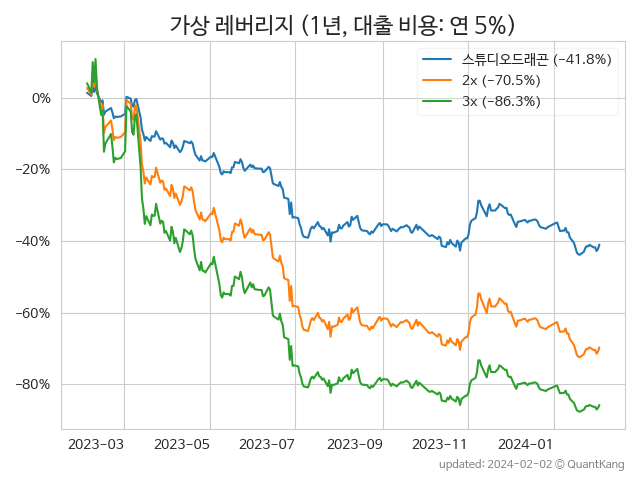 가상 레버리지 (1년, 대출 비용: 연 5%)
스튜디오드래곤 (−41.8%)
2x (−70.5%)
3x (−86.3%)
0%
−20%
−40%
−60%
−80%
2023−03
2023−05
2023−07
2023−09
2023−11
2024−01
updated: 2024−02−02 © QuantKang